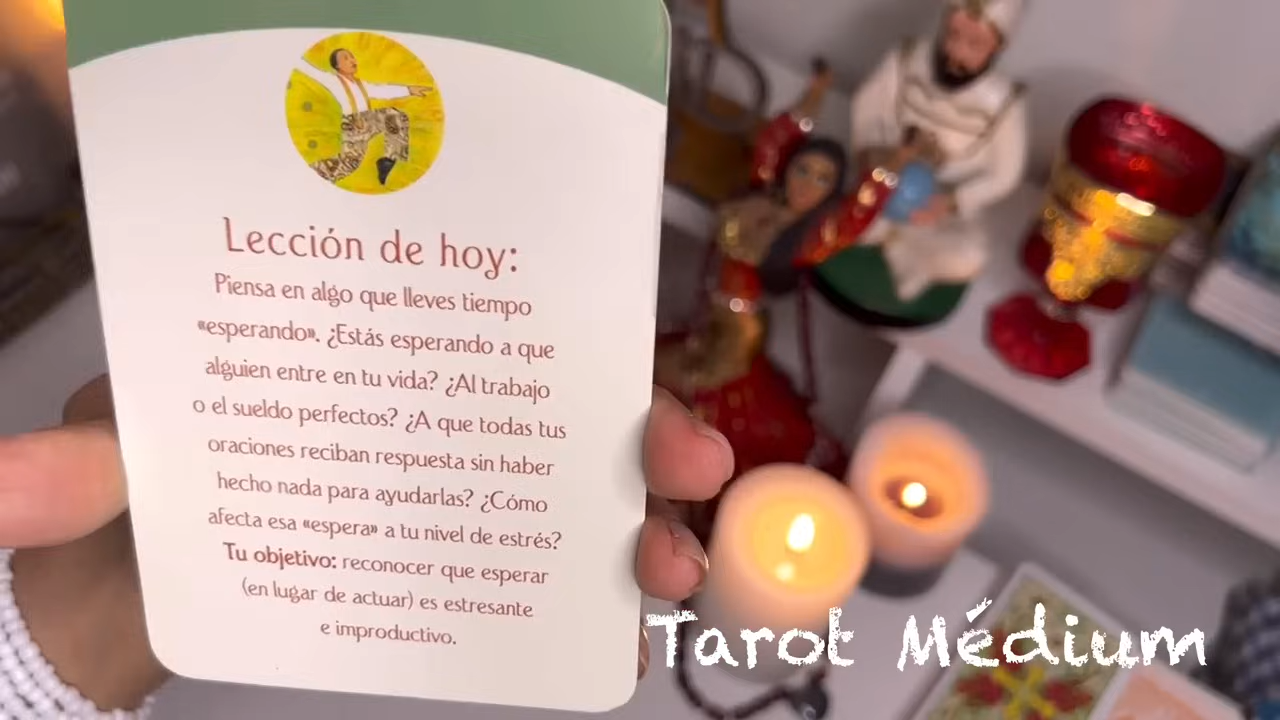 Lección de hoy:
Piensa en algo que lleves tiempo
«esperando». ¿Estás esperando a que
alguien entre en tu vida? ¿Al trabajo
o el sueldo perfectos? ¿A que todas tus
oraciones reciban respuesta sin haber
hecho nada para ayudarlas? ¿Cómo
afecta esa «espera» a tu nivel de estrés?
Tu objetivo: reconocer que esperar
(en lugar de actuar) es estresante
e improductivo.
Tarot Médium